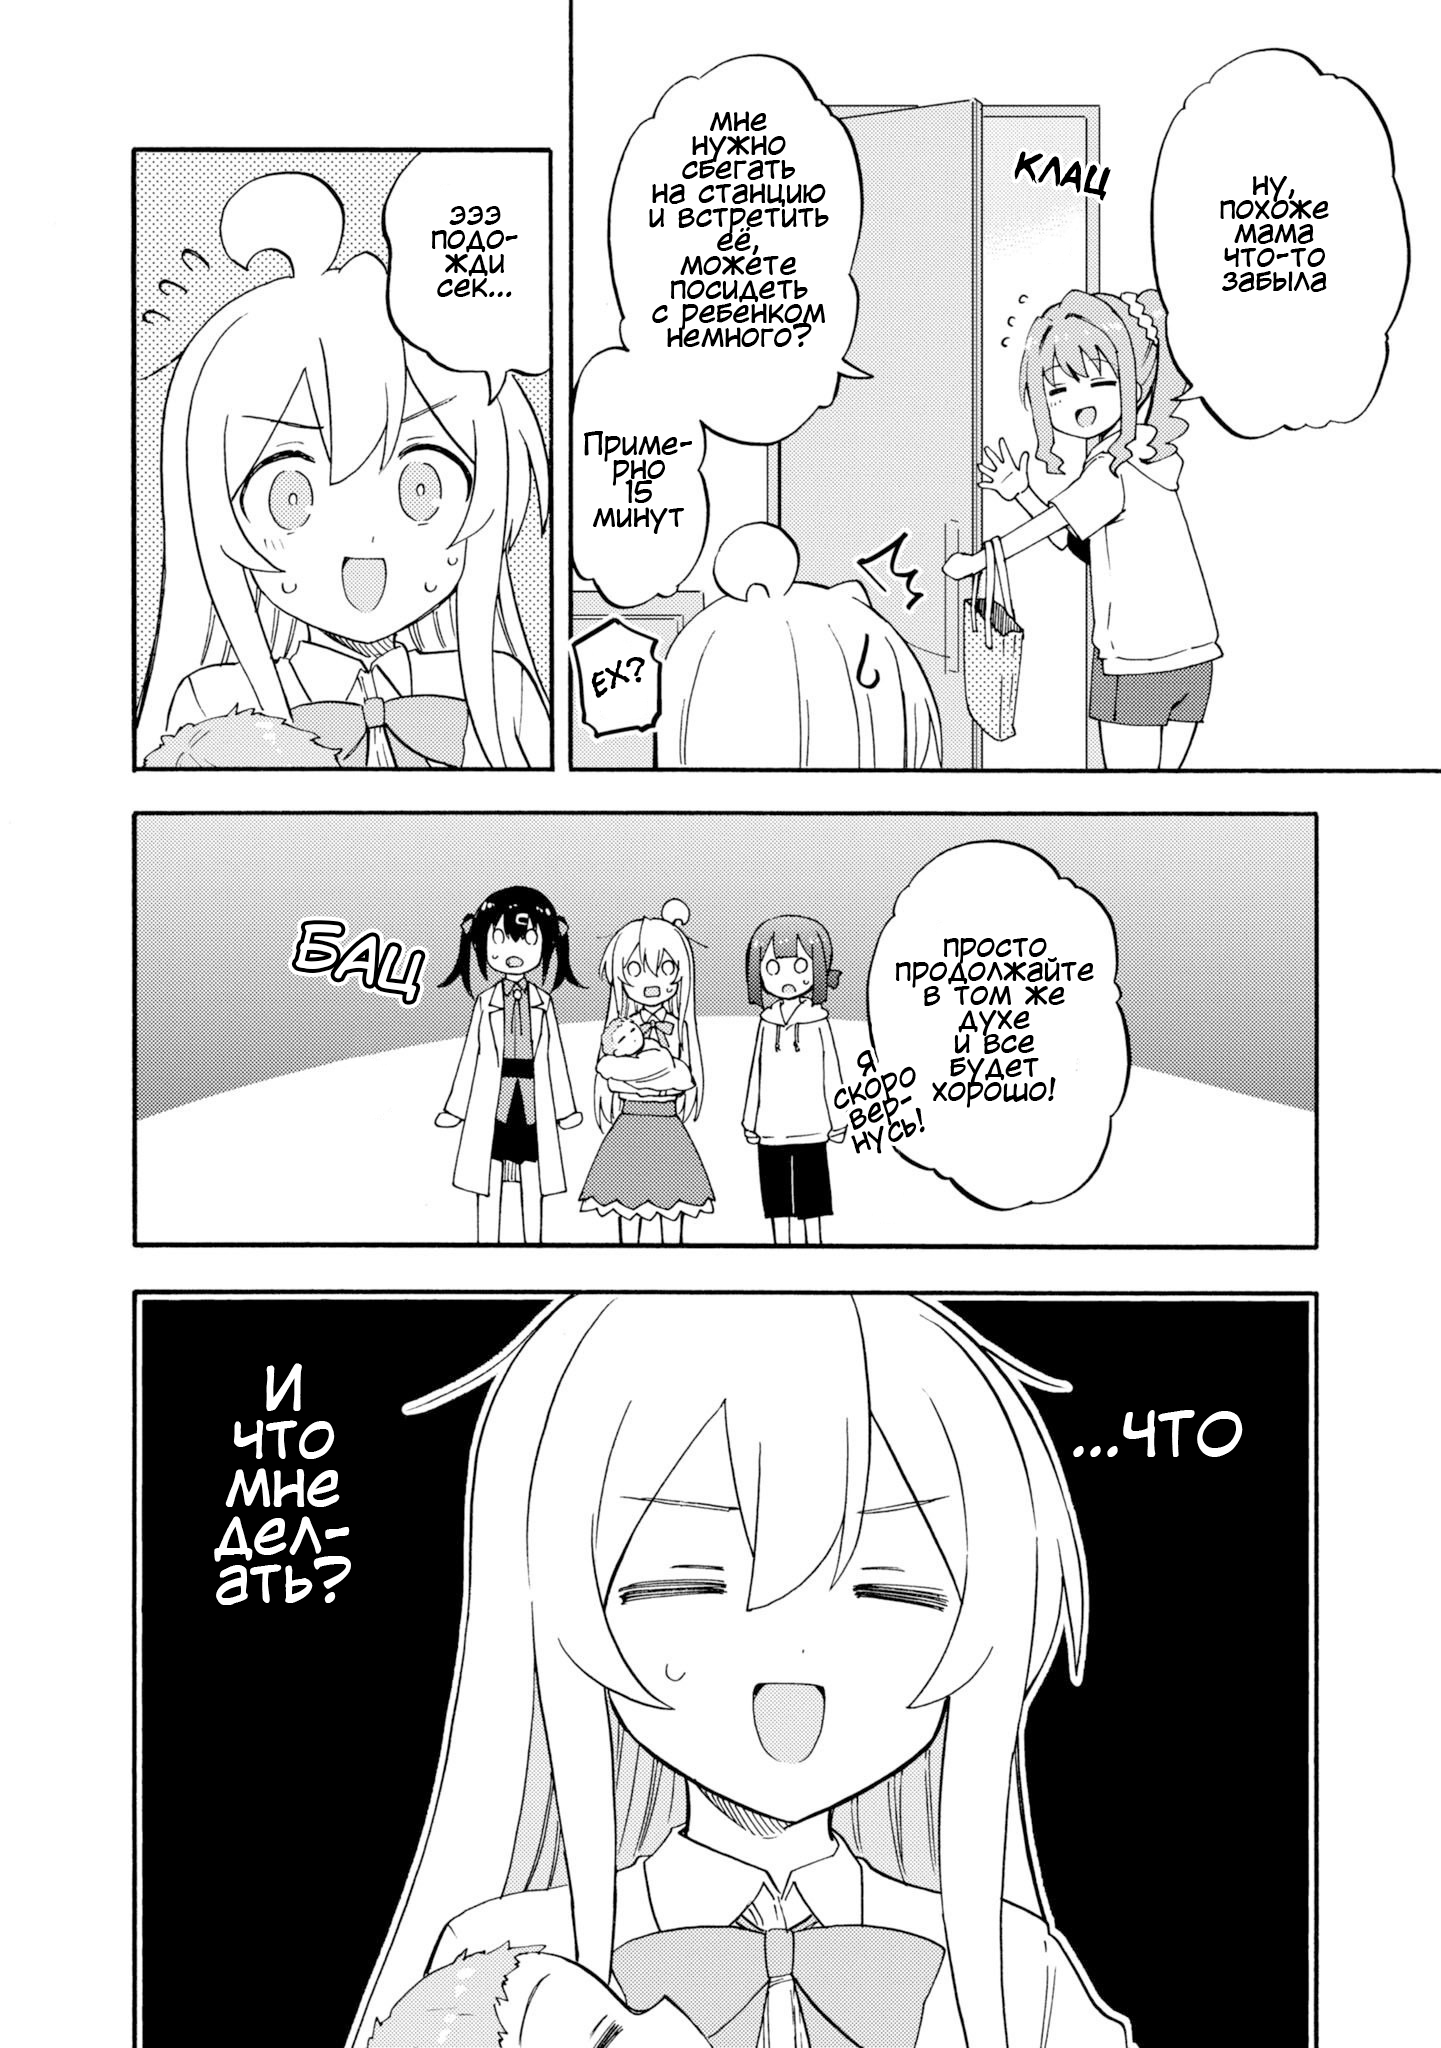 ну,
похоже
мама
что-то
забыла
КЛАЦ
мне
нужно
сбегать
на станцию
и встретить
её,
можете
посидеть
с ребенком
немного?
Приме-
рно
15
минут
ЕХ?
эээ
подо-
жди
сек...
просто
продолжайте
в том же
духе
и все
будет
хорошо!
Я
скоро
вер-
нусь!
БАЦ
...ЧТО
И
что
мне
дел-
ать?